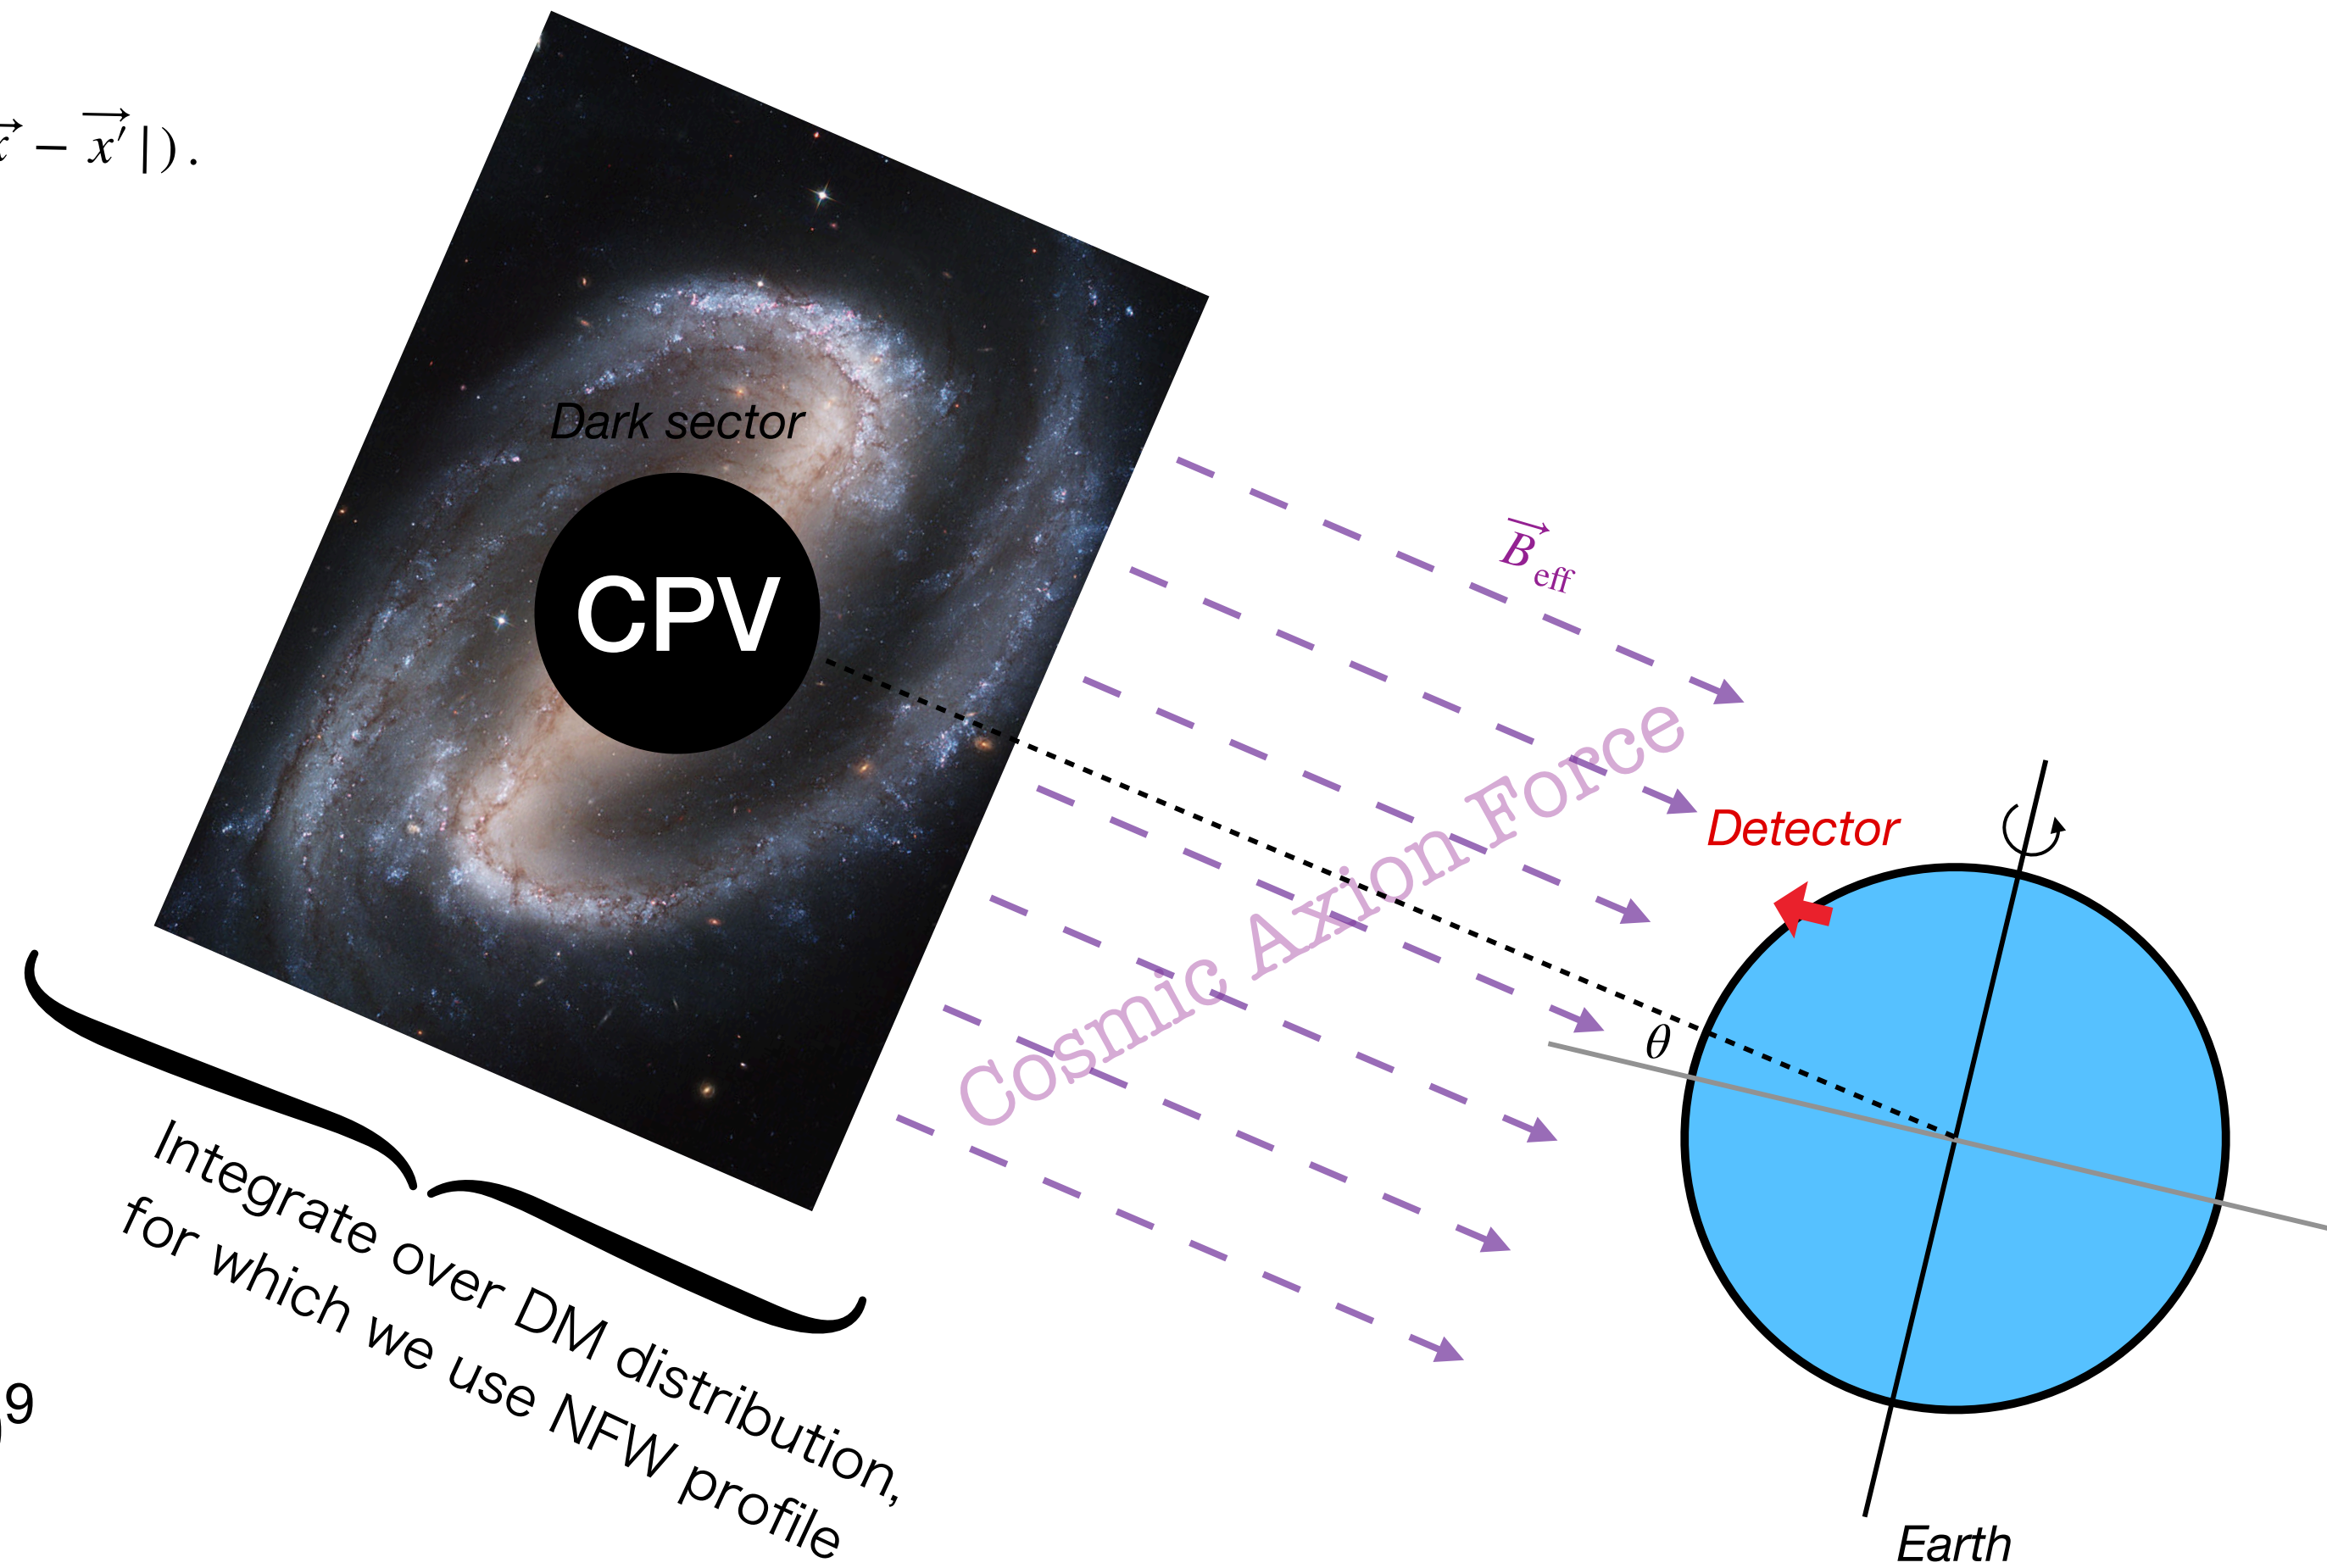 x⃗ − x⃗′ |) .
Dark sector
CPV
B⃗eff
Cosmic Axion Force
Detector
θ
Integrate over DM distribution,
for which we use NFW profile
9
Earth